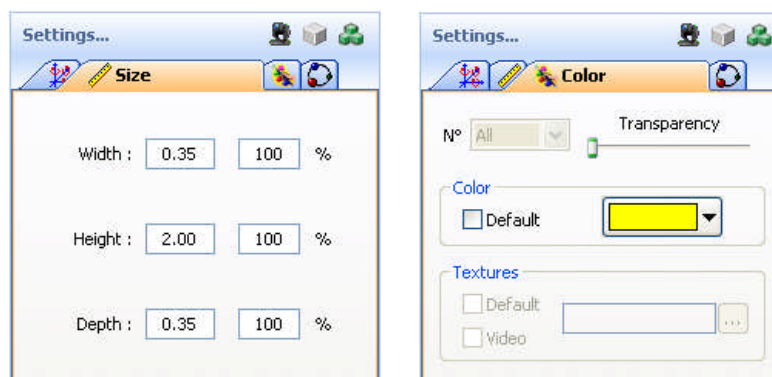 Settings...
Size
Width : 0.35 100 %
Height : 2.00 100 %
Depth : 0.35 100 %
Settings...
Color
N° All Transparency
Color
Default
Textures
Default
...
Video